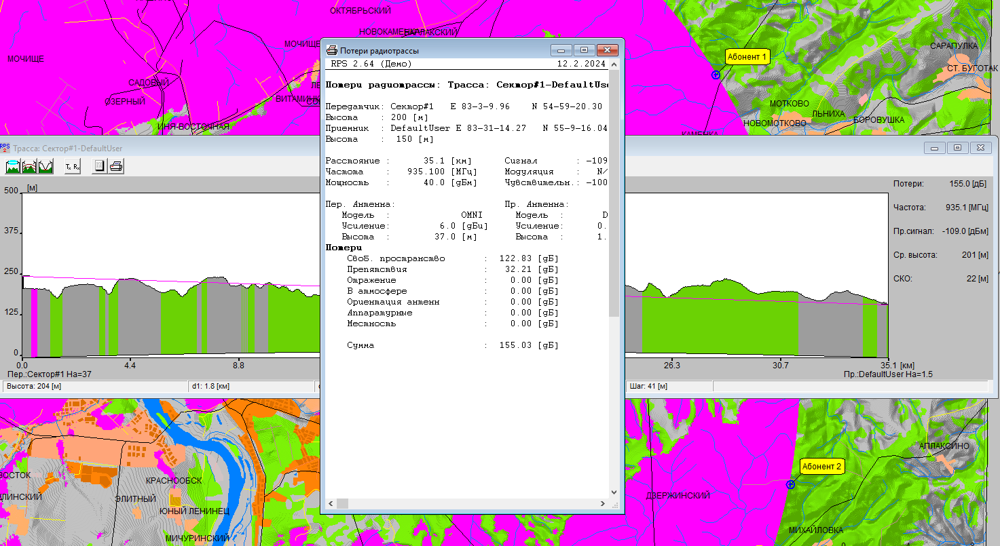 ОКТЯБРЬСКИЙ
НОВОКАМЕНКА
МОЧИЩЕ
МОЧИЩЕ
САДОВЫЙ
ОЗЕРНЫЙ
ВИТАМИНК
ИНЯ-ВОСТОЧНАЯ
САРАПУЛКА
Абонент 1
СТ. БУГОТАК
МОТКОВО
ЛЬНИХА
НОВОМОТКОВО
БОРОВУШКА
КАМЕНКА
Потери радиотрассы
RPS 2.64 (Демо) 12.2.2024
Потери радиотрассы: Трасса: Сектор#1-DefaultUse
Передатчик: Сектор#1 E 83-3-9.96 N 54-59-20.30
Высота : 200 [м]
Приемник : DefaultUser E 83-31-14.27 N 55-9-16.04
Высота : 150 [м]
Расстояние : 35.1 [км] Сигнал : -109
Частота : 935.100 [МГц] Модуляция : N/
Мощность : 40.0 [дБм] Чувствительн.: -100
Пер. Антенна: Пр. Антенна:
Модель : OMNI Модель : D
Усиление: 6.0 [дБи] Усиление: 0.
Высота : 37.0 [м] Высота : 1.
Потери
Своб. пространство : 122.83 [дБ]
Препятствия : 32.21 [дБ]
Отражение : 0.00 [дБ]
В атмосфере : 0.00 [дБ]
Ориентация антенн : 0.00 [дБ]
Аппаратурные : 0.00 [дБ]
Местность : 0.00 [дБ]
Сумма : 155.03 [дБ]
RPS 2 Трасса: Сектор#1-DefaultUser
Tx Rx
[м]
500
375
250
125
0
0.0 4.4 8.8 26.3 30.7 35.1 [км]
Пер.:Сектор#1 Ha=37 Пр.:DefaultUser Ha=1.5
Высота: 204 [м] d1: 1.8 [км] Шаг: 41 [м]
Потери: 155.0 [дБ]
Частота: 935.1 [МГц]
Пр.сигнал: -109.0 [дБм]
Ср. высота: 201 [м]
СКО: 22 [м]
ВОСТОК
КРАСНООБСК
ЛИНСКИЙ
ЭЛИТНЫЙ
ЮНЫЙ ЛЕНИНЕЦ
МИЧУРИНСКИЙ
АПЛАКСИНО
Абонент 2
ДЗЕРЖИНСКИЙ
МИХАЙЛОВКА